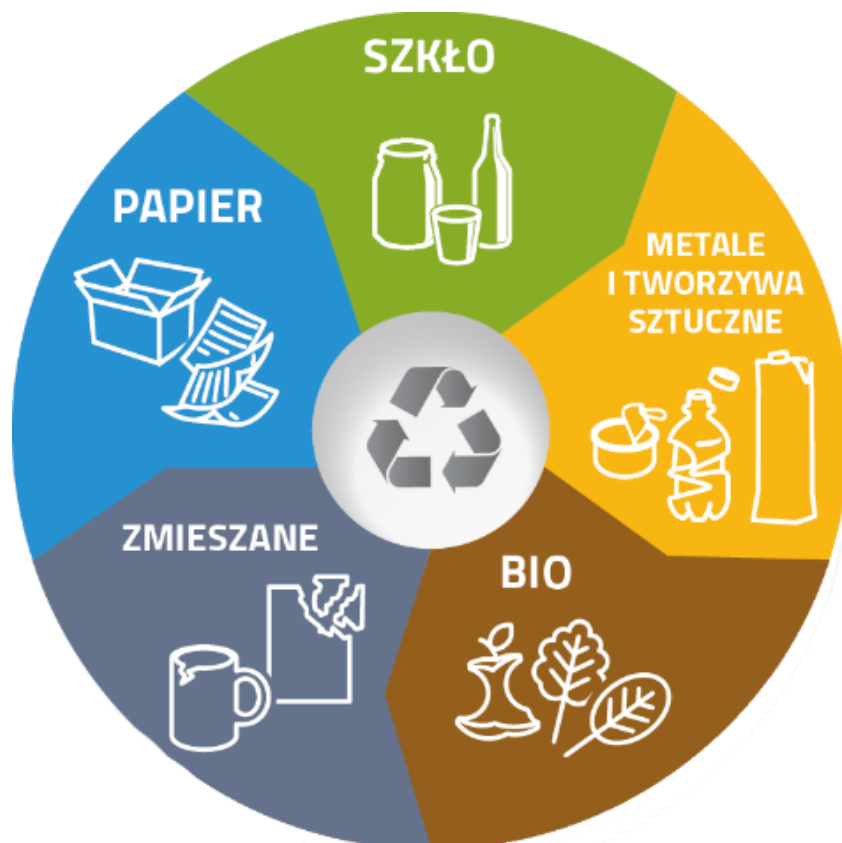 SZKŁO
PAPIER
METALE
I TWORZYWA
SZTUCZNE
ZMIESZANE
BIO